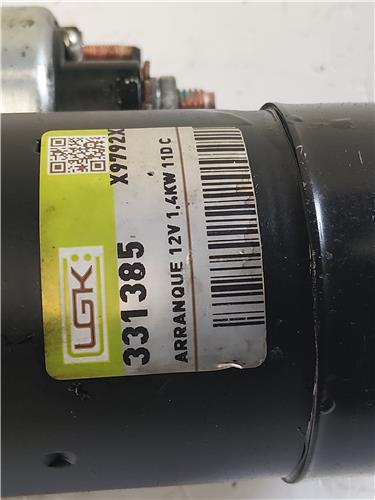 LGK
331385
X9792X
ARRANQUE 12V 1,4KW 11D C